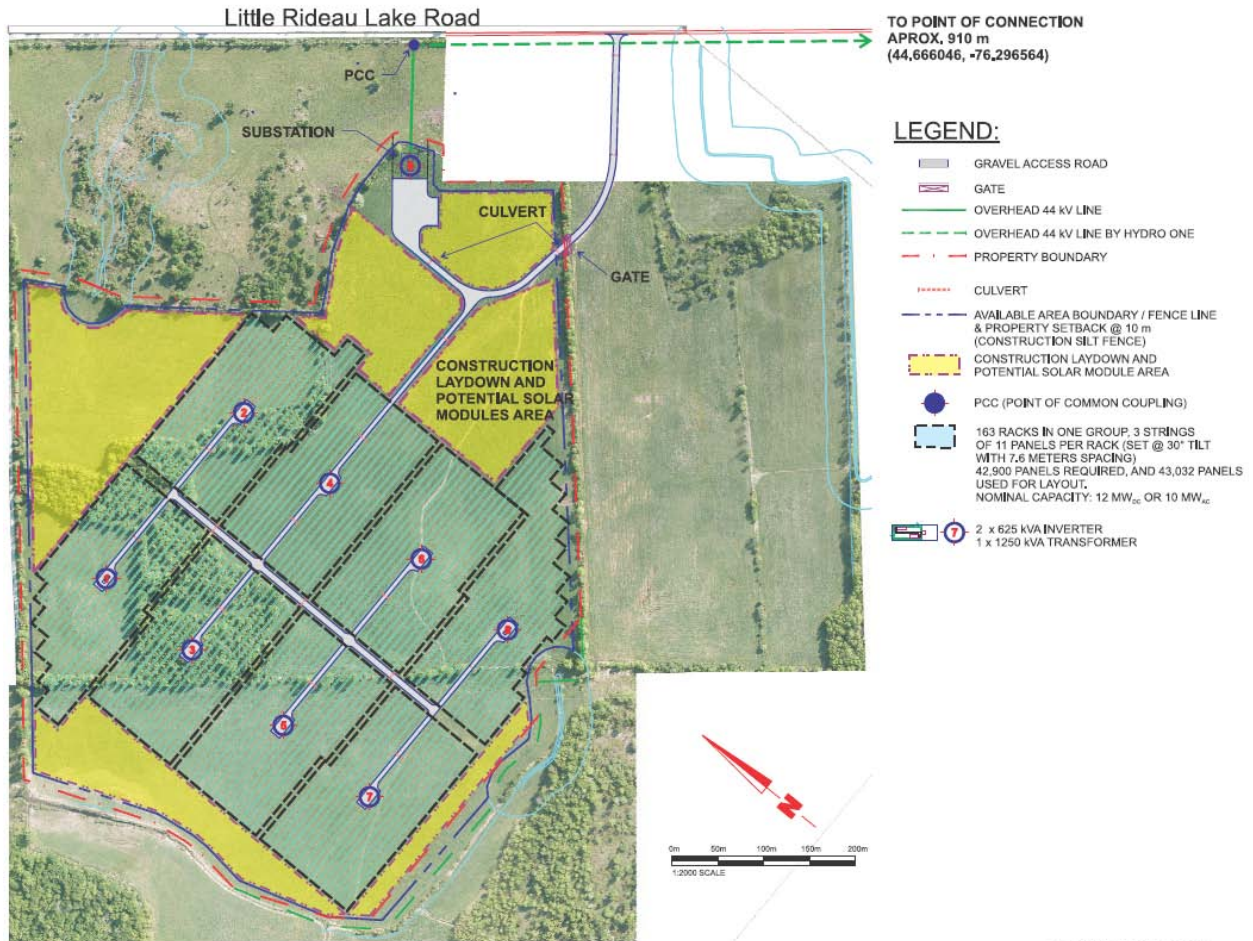 Little Rideau Lake Road
TO POINT OF CONNECTION
APROX, 910 m
(44,666046, -76,296564)
PCC
SUBSTATION
CULVERT
GATE
CONSTRUCTION
LAYDOWN AND
POTENTIAL SOLAR
MODULES AREA
2
4
6
3
5
7
LEGEND:
GRAVEL ACCESS ROAD
GATE
OVERHEAD 44 kV LINE
OVERHEAD 44 kV LINE BY HYDRO ONE
PROPERTY BOUNDARY
CULVERT
AVAILABLE AREA BOUNDARY / FENCE LINE
& PROPERTY SETBACK @ 10 m
(CONSTRUCTION SILT FENCE)
CONSTRUCTION LAYDOWN AND
POTENTIAL SOLAR MODULE AREA
PCC (POINT OF COMMON COUPLING)
163 RACKS IN ONE GROUP, 3 STRINGS
OF 11 PANELS PER RACK (SET @ 30° TILT
WITH 7.6 METERS SPACING)
42,900 PANELS REQUIRED, AND 43,032 PANELS
USED FOR LAYOUT.
NOMINAL CAPACITY: 12 MWDC OR 10 MWAC
7
2 x 625 kVA INVERTER
1 x 1250 kVA TRANSFORMER
N
0m 50m 100m 150m 200m
1:2000 SCALE